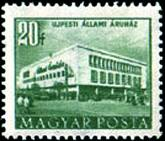 20f
UJPESTI ÁLLAMI ÁRUHÁZ
MAGYAR POSTA